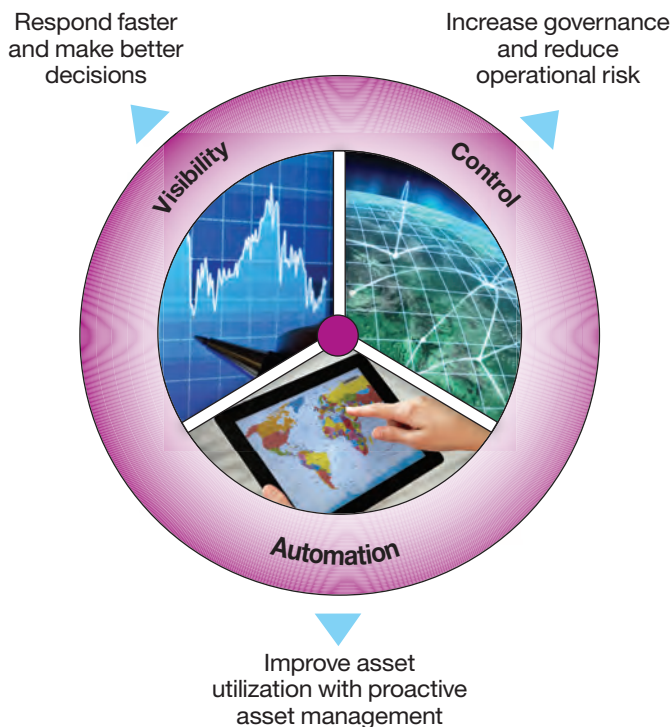 Respond faster
and make better
decisions
Increase governance
and reduce
operational risk
Visibility
Control
Automation
Improve asset
utilization with proactive
asset management